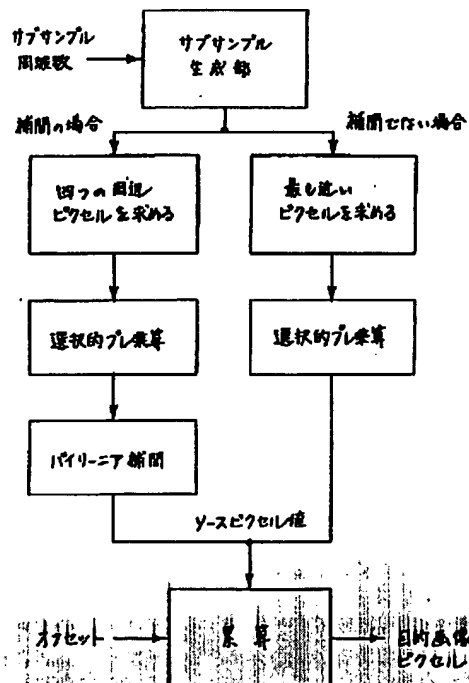 サブサンプル
周波数
サブサンプル
生成部
補間の場合
補間でない場合
四つの周辺
ピクセルを求める
最も近い
ピクセルを求める
選択的プレ乗算
選択的プレ乗算
バイリーニア補間
ソースピクセル値
オフセット
累算
目的画像
ピクセル